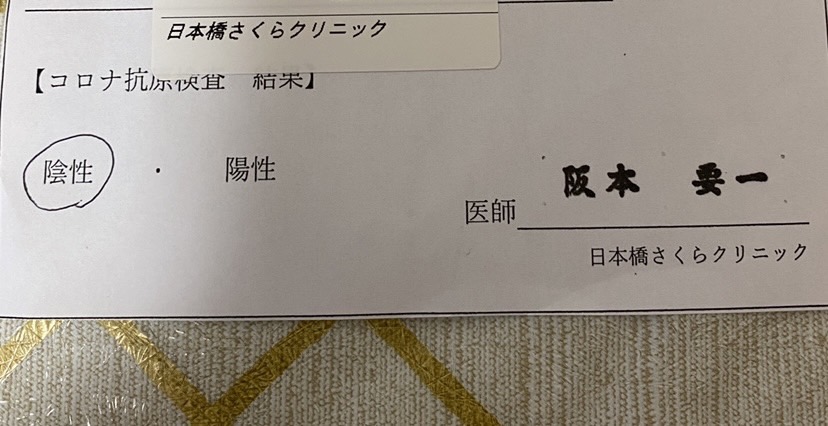 日本橋さくらクリニック
【コロナ抗原検査　結果】
陰性　・　陽性
医師　阪本　要一
日本橋さくらクリニック